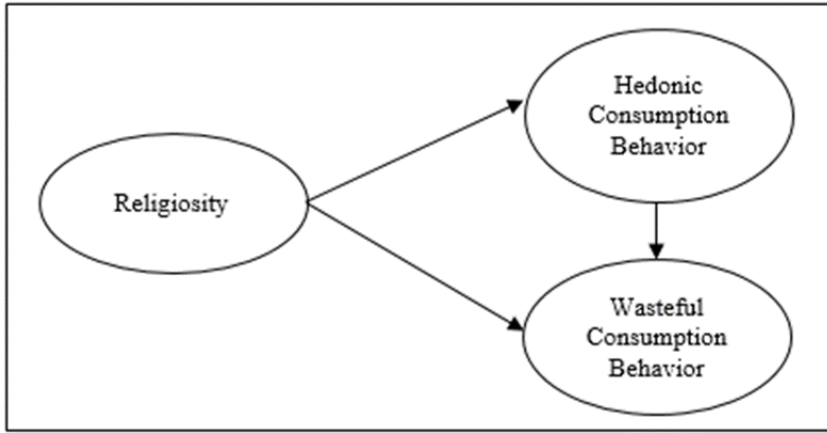 Religiosity
Hedonic
Consumption
Behavior
Wasteful
Consumption
Behavior